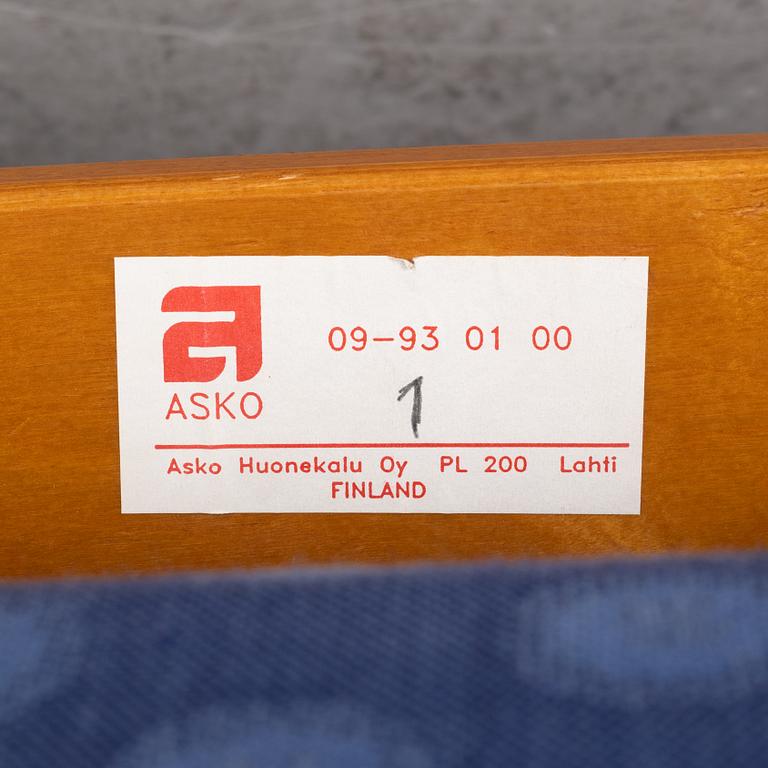 09-93 01 00
ASKO
1
Asko Huonekalu Oy PL 200 Lahti
FINLAND